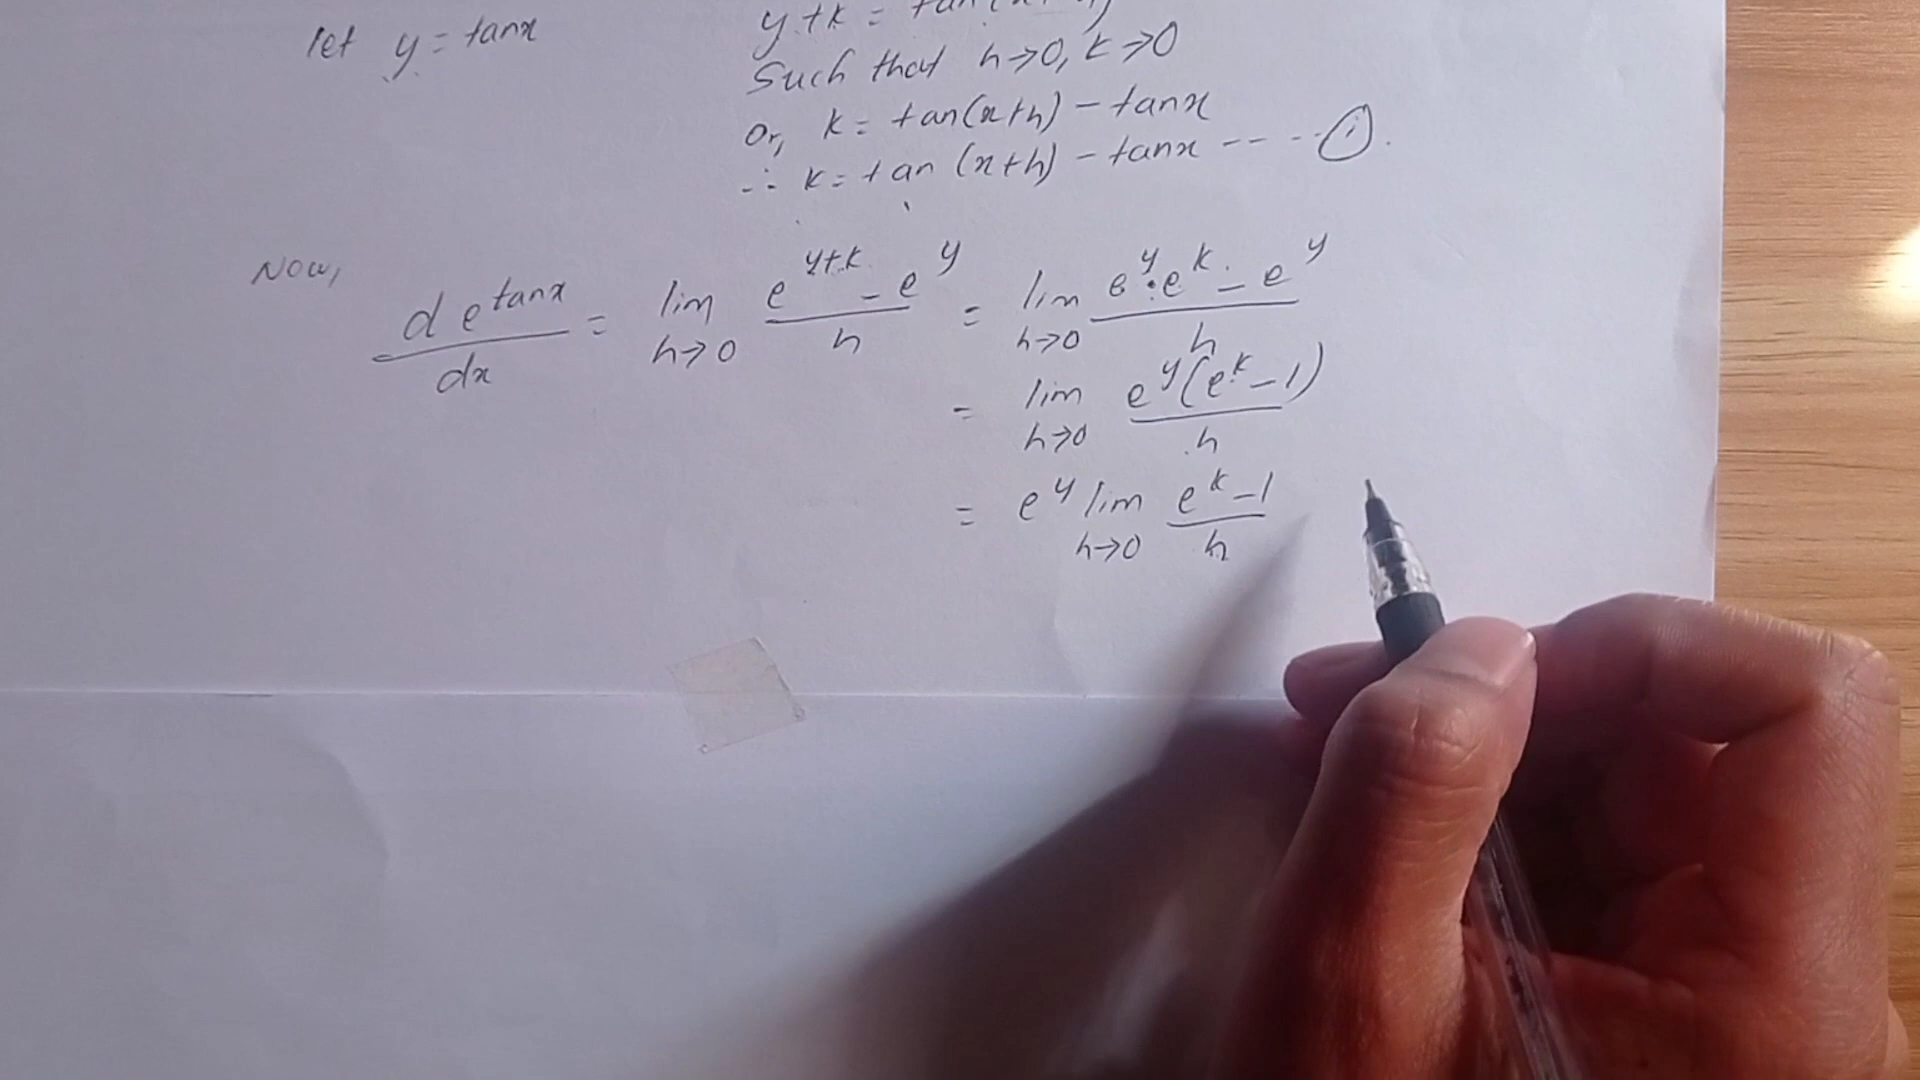 let y = tanx
y+k = tan(x+h)
Such that h→0, k→0
or, k = tan(x+h) - tanx
∴ k = tan (x+h) - tanx ---- ①.
Now,
d e^tanx / dx = lim h→0 (e^y+k - e^y) / h = lim h→0 (e^y · e^k - e^y) / h
= lim h→0 e^y (e^k - 1) / h
= e^y lim h→0 (e^k - 1) / h